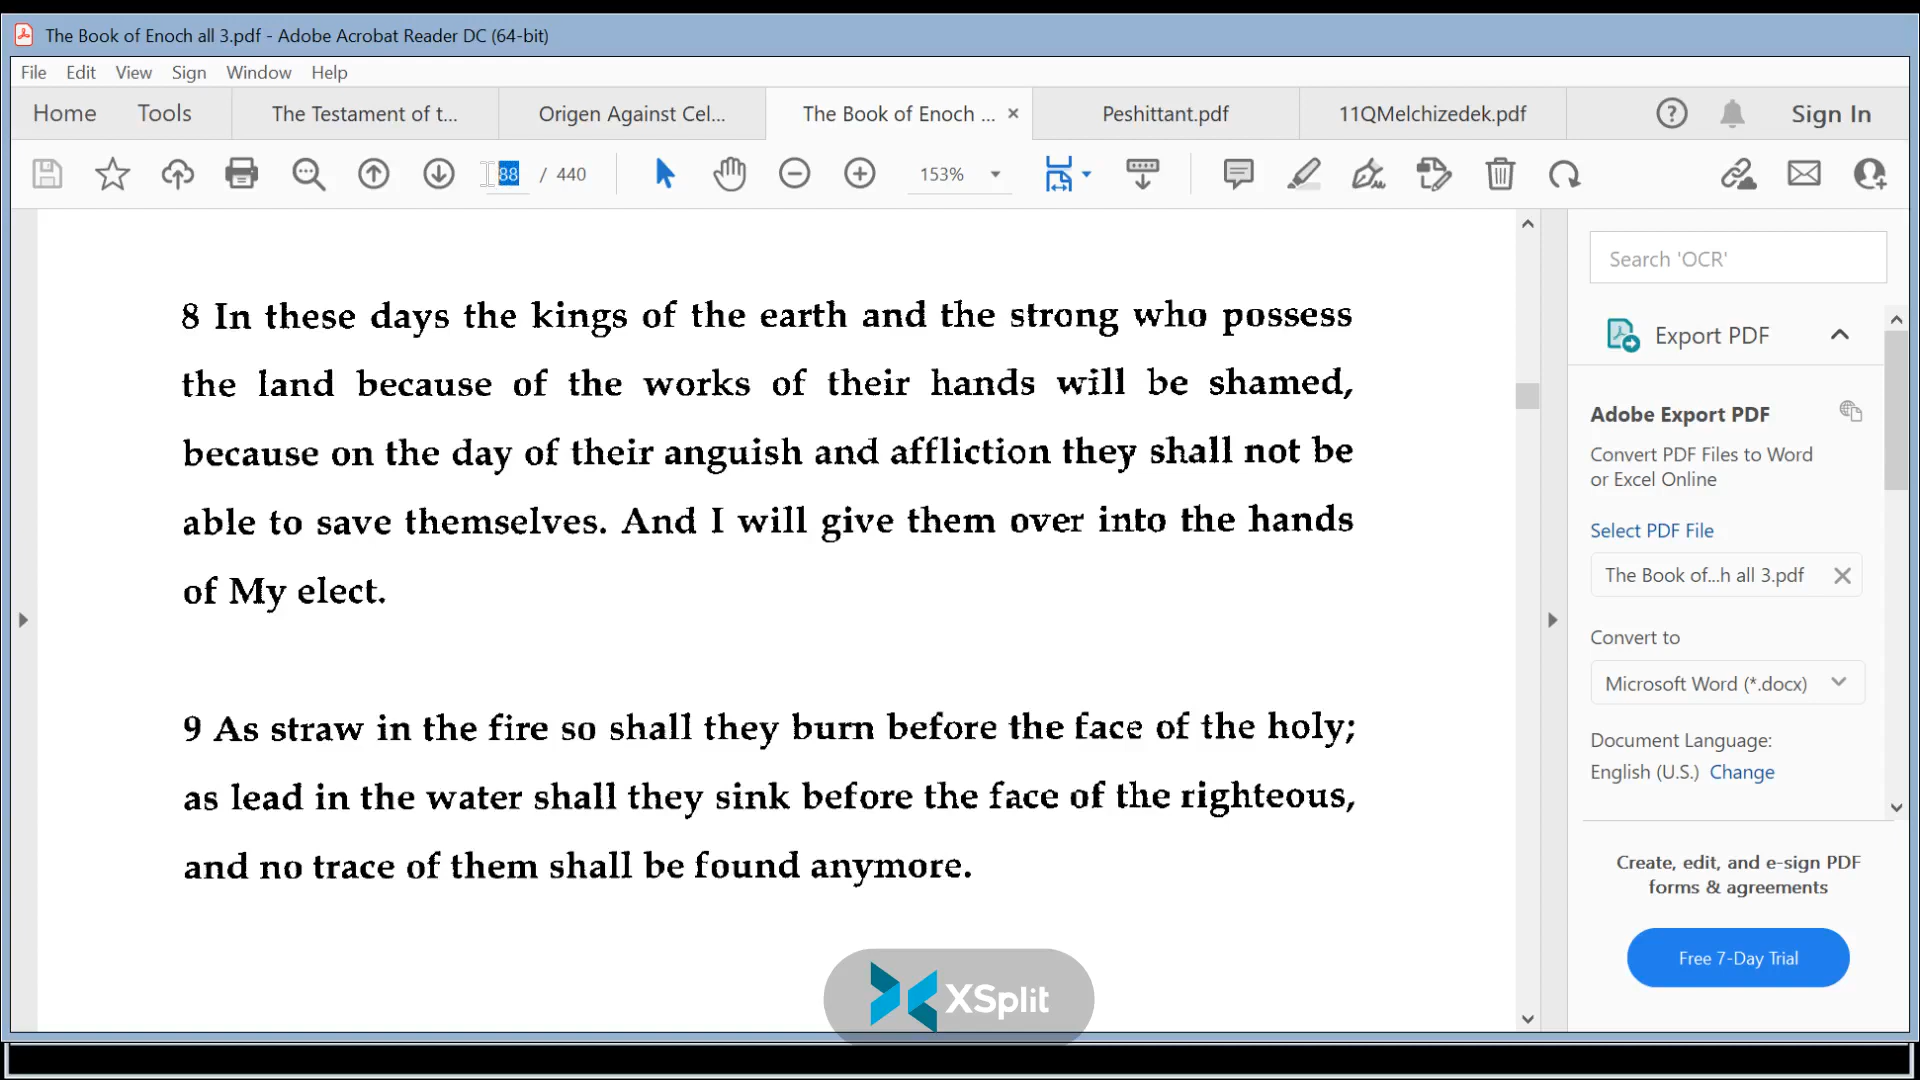 The Book of Enoch all 3.pdf - Adobe Acrobat Reader DC (64-bit)
File Edit View Sign Window Help
Home Tools The Testament of t... Origen Against Cel... The Book of Enoch ... Peshittant.pdf 11QMelchizedek.pdf Sign In
88 / 440 153%
8 In these days the kings of the earth and the strong who possess
the land because of the works of their hands will be shamed,
because on the day of their anguish and affliction they shall not be
able to save themselves. And I will give them over into the hands
of My elect.
9 As straw in the fire so shall they burn before the face of the holy;
as lead in the water shall they sink before the face of the righteous,
and no trace of them shall be found anymore.
XSplit
Search 'OCR'
Export PDF
Adobe Export PDF
Convert PDF Files to Word
or Excel Online
Select PDF File
The Book of...h all 3.pdf
Convert to
Microsoft Word (*.docx)
Document Language:
English (U.S.) Change
Create, edit, and e-sign PDF
forms & agreements
Free 7-Day Trial